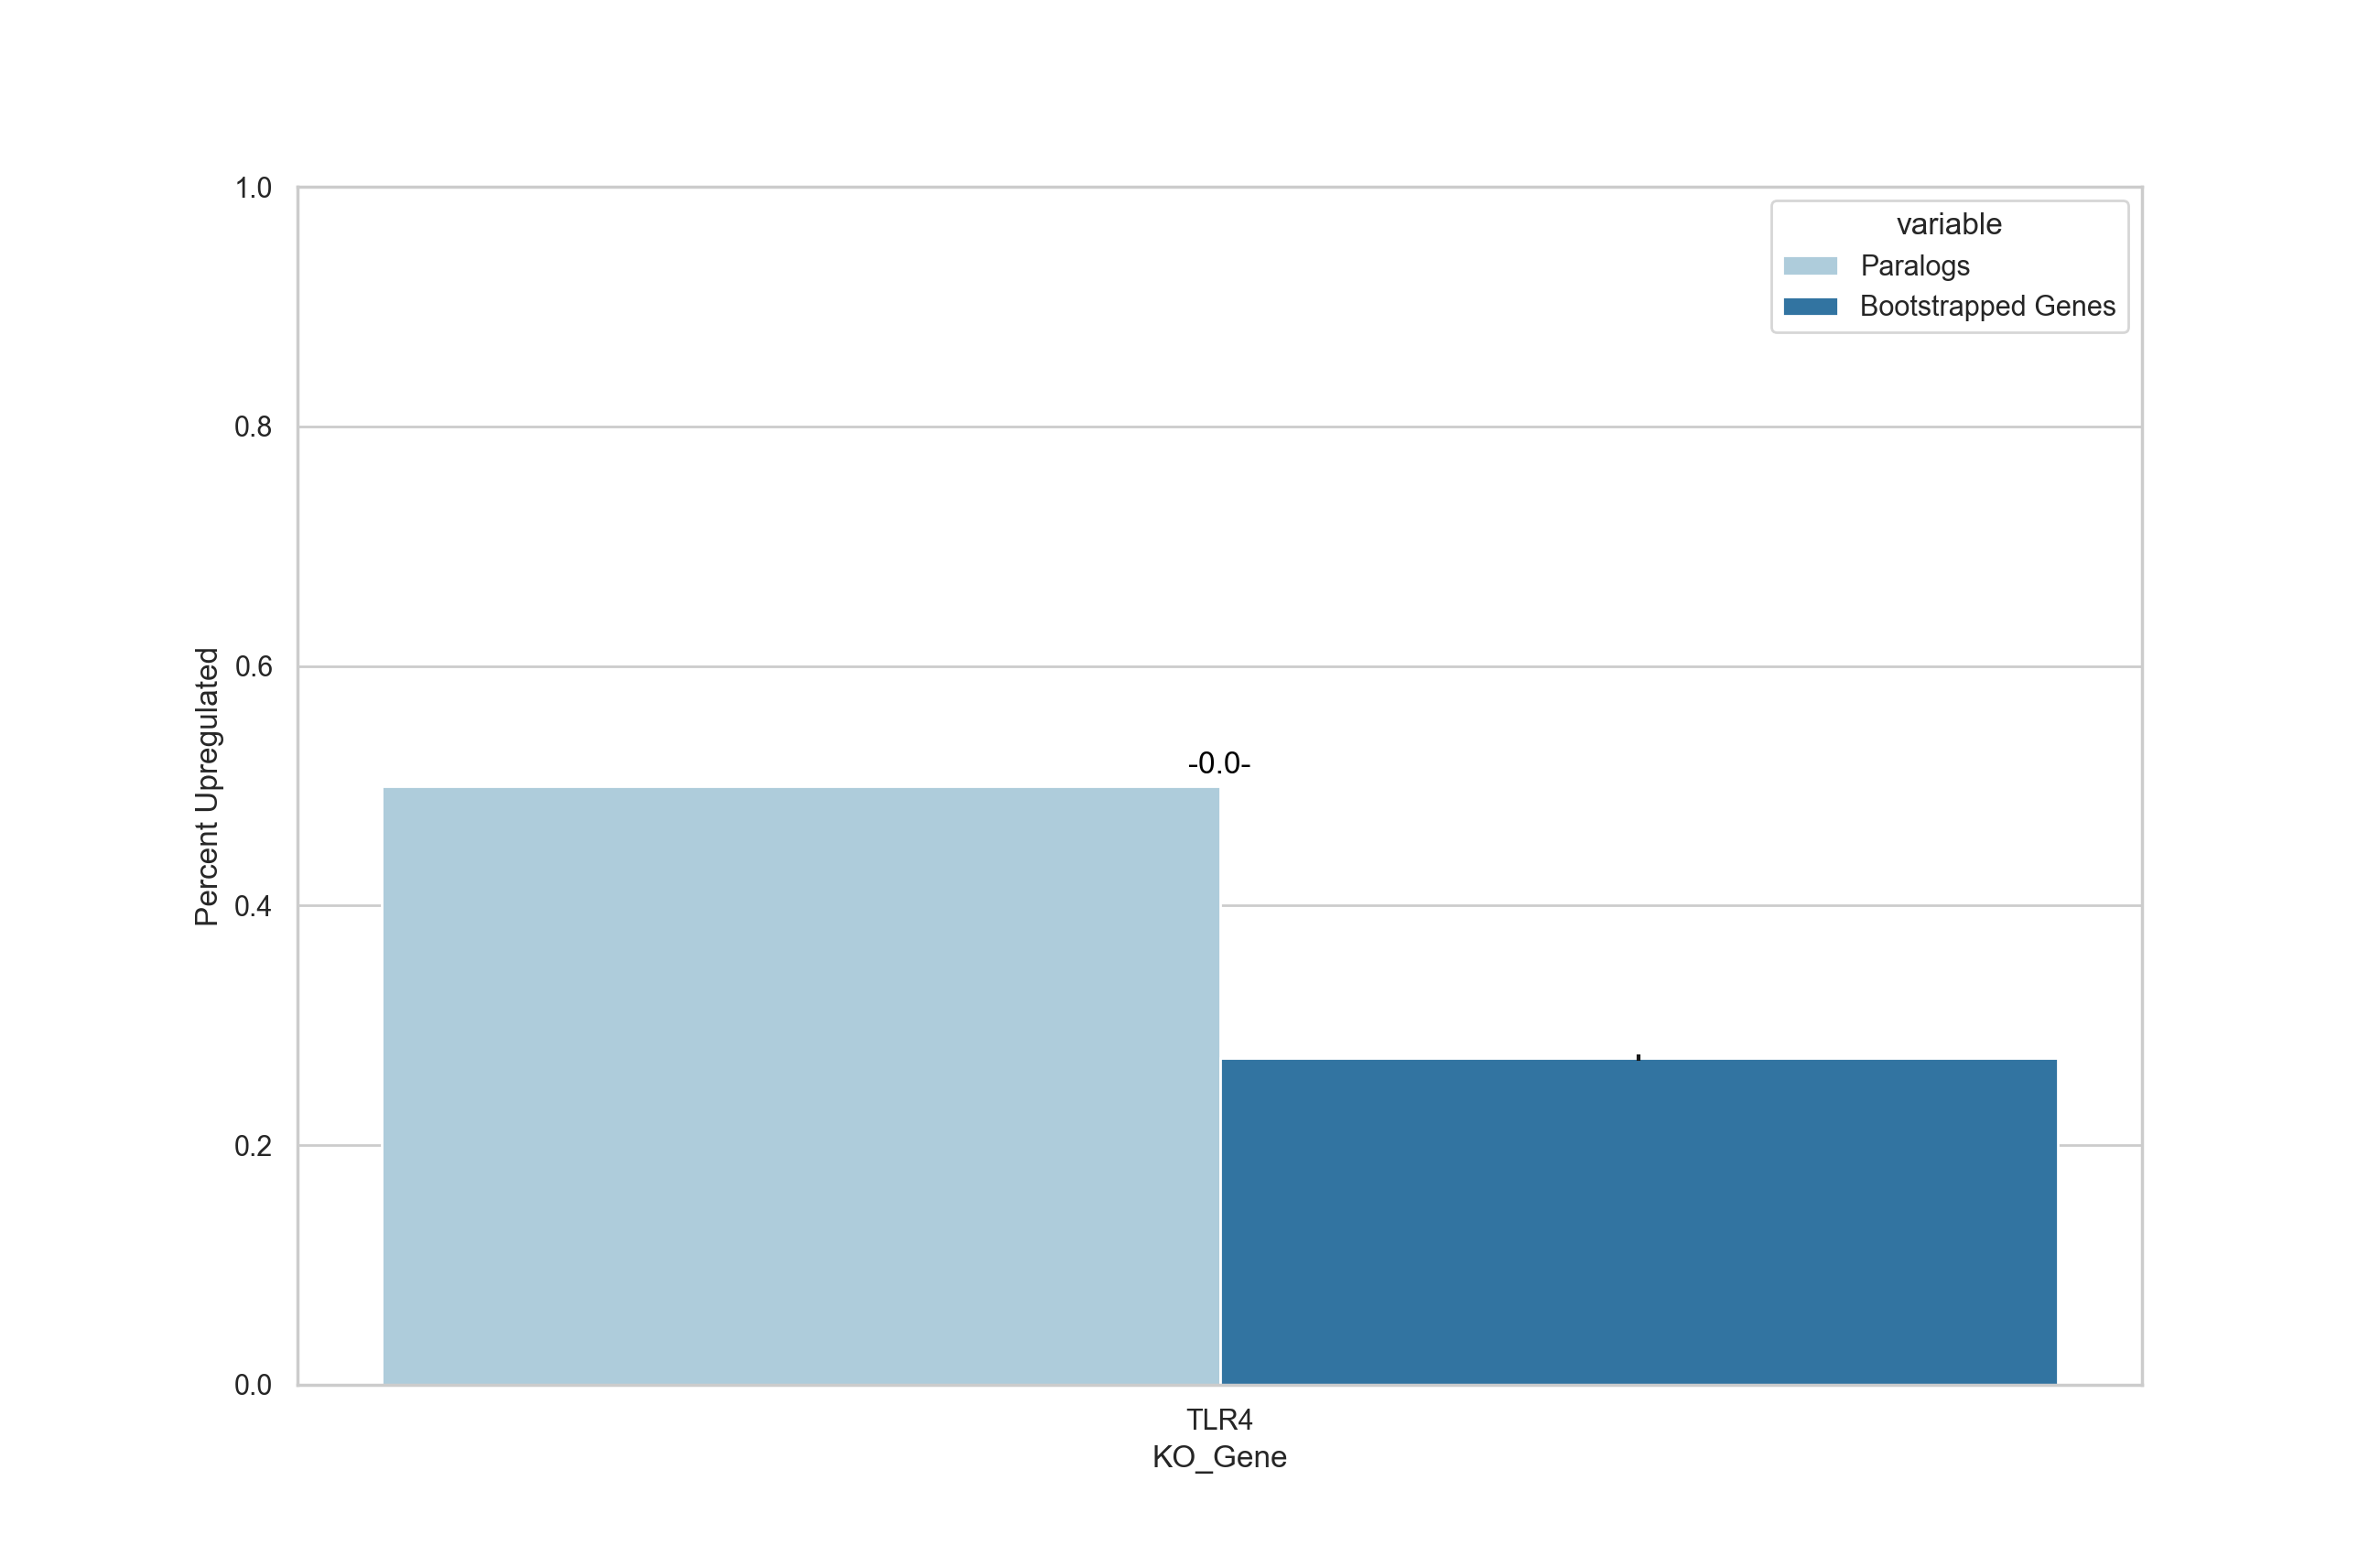 1.0
0.8
0.6
0.4
0.2
0.0
Percent Upregulated
variable
Paralogs
Bootstrapped Genes
-0.0-
TLR4
KO_Gene